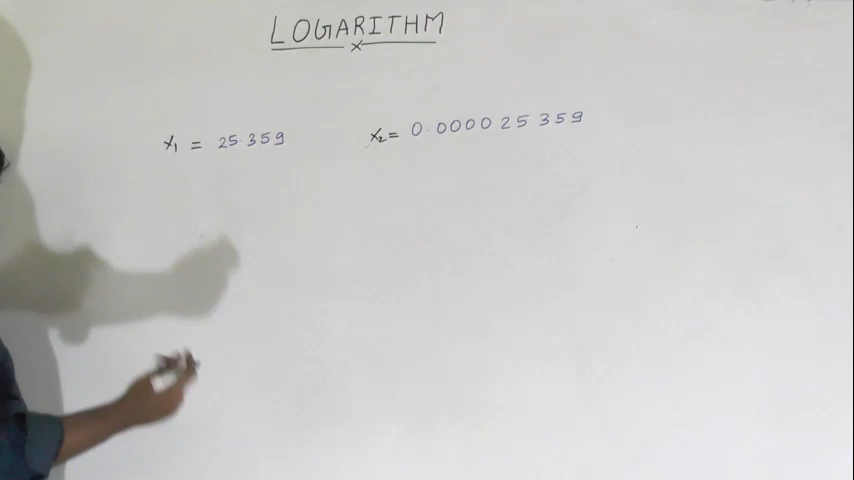 LOGARITHM
x
x₁ = 25.359 x₂= 0.000025359